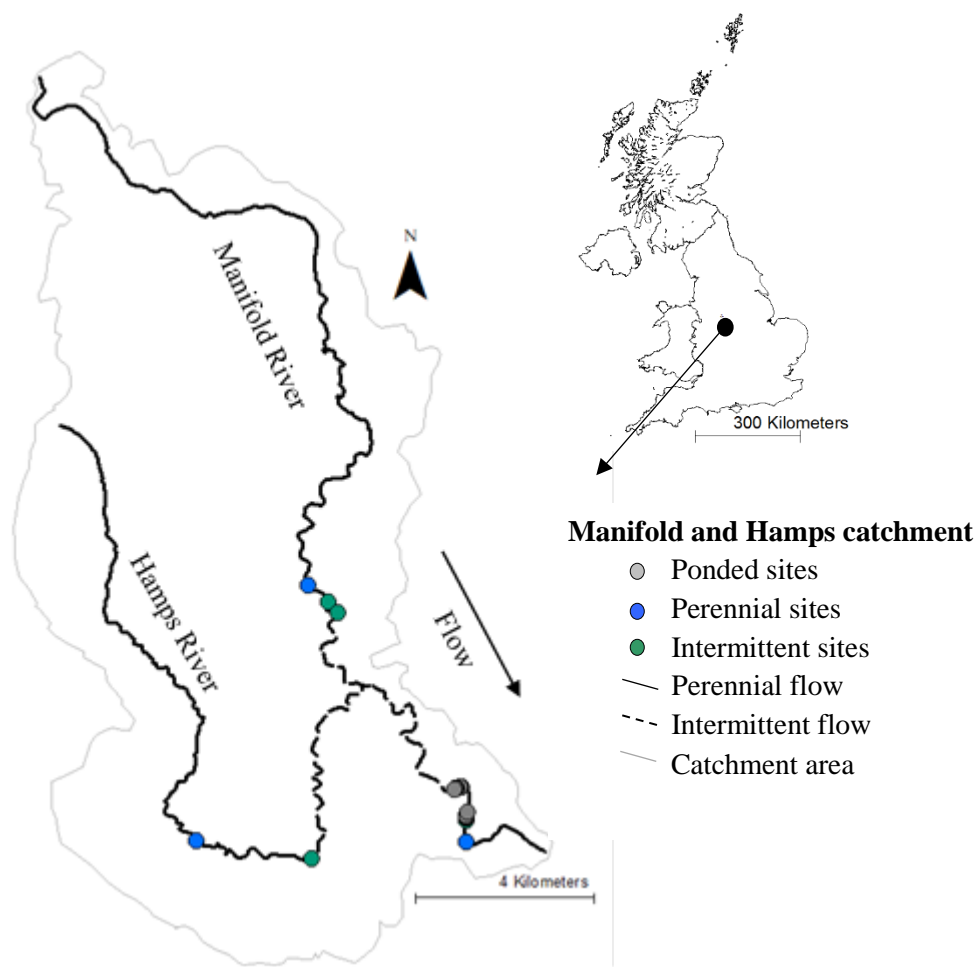 N
Manifold River
300 Kilometers
Manifold and Hamps catchment
Ponded sites
Perennial sites
Intermittent sites
Perennial flow
Intermittent flow
Catchment area
Hamps River
Flow
4 Kilometers